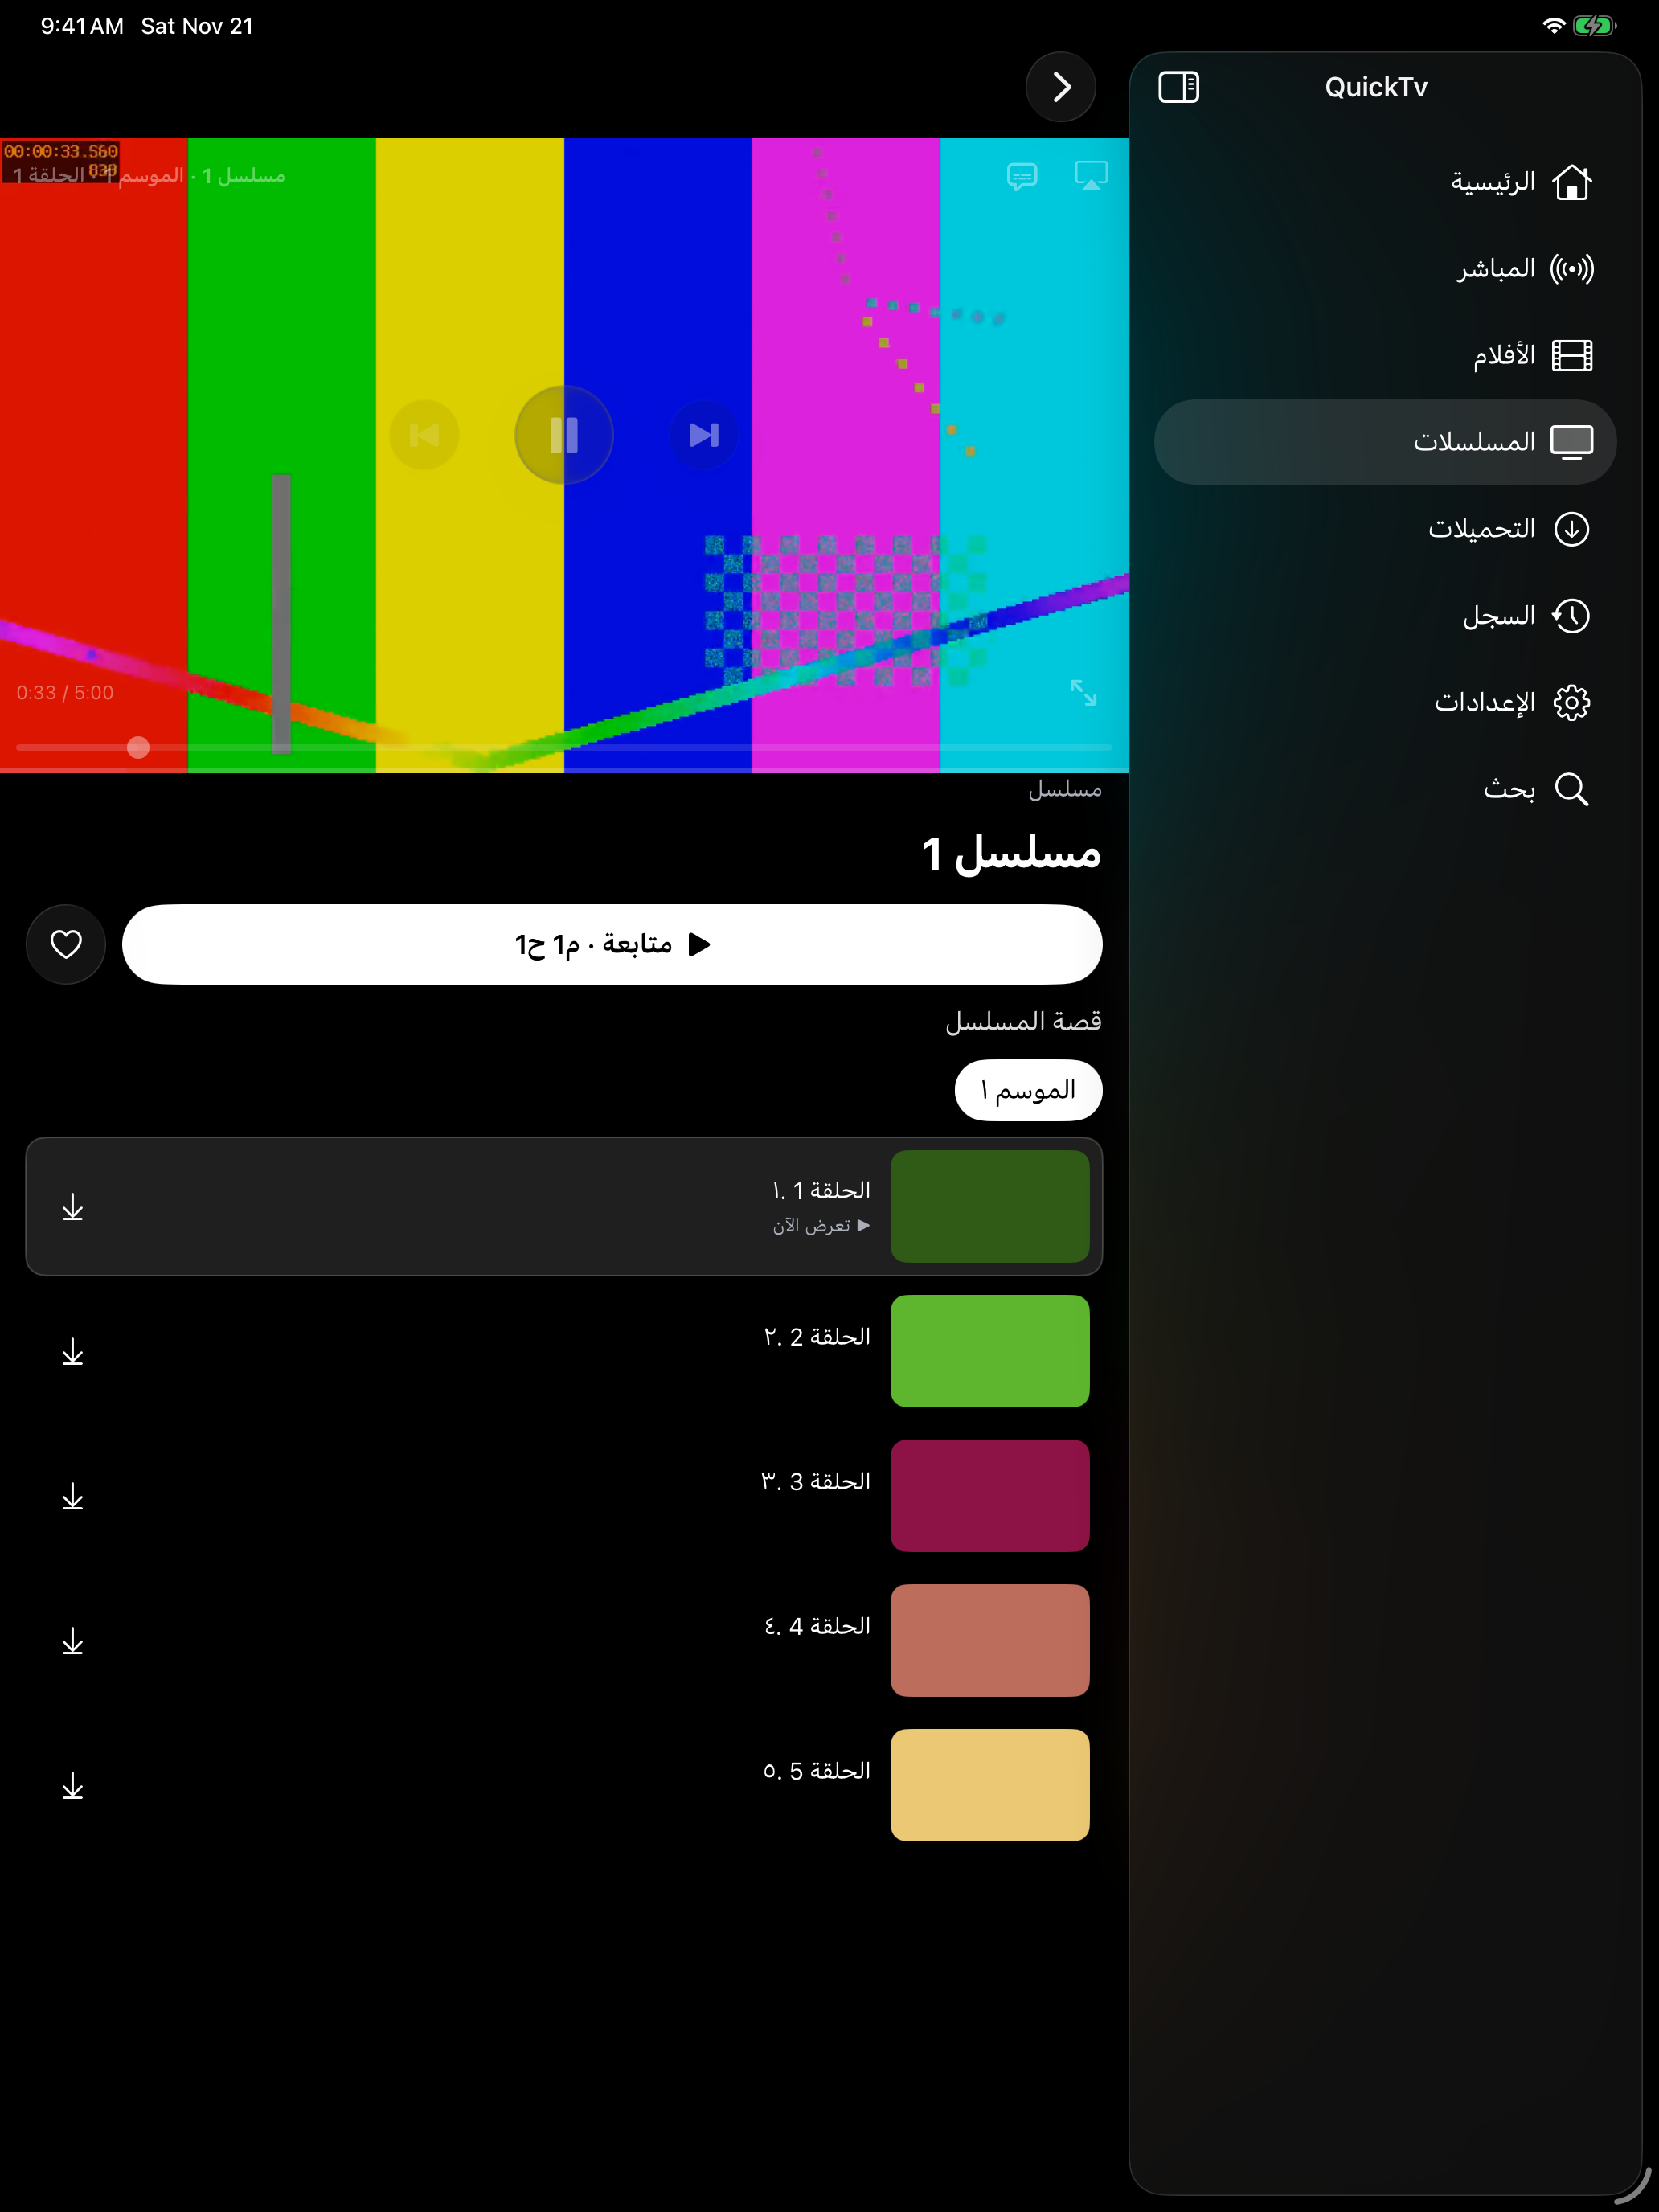 9:41 AM Sat Nov 21
QuickTv
الرئيسية
المباشر
الأفلام
المسلسلات
التحميلات
السجل
الإعدادات
بحث
00:00:33.560
838
مسلسل 1 · الموسم 1 · الحلقة 1
0:33 / 5:00
مسلسل
مسلسل 1
متابعة · م1 ح1
قصة المسلسل
الموسم ١
الحلقة 1 .١
تعرض الآن
الحلقة 2 .٢
الحلقة 3 .٣
الحلقة 4 .٤
الحلقة 5 .٥